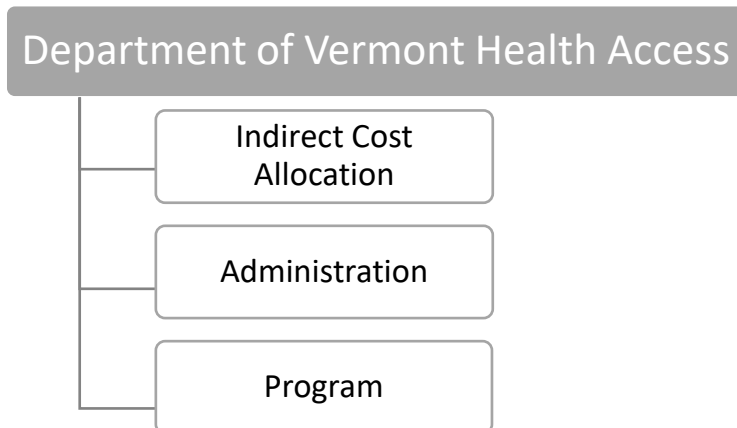 Department of Vermont Health Access
Indirect Cost
Allocation
Administration
Program